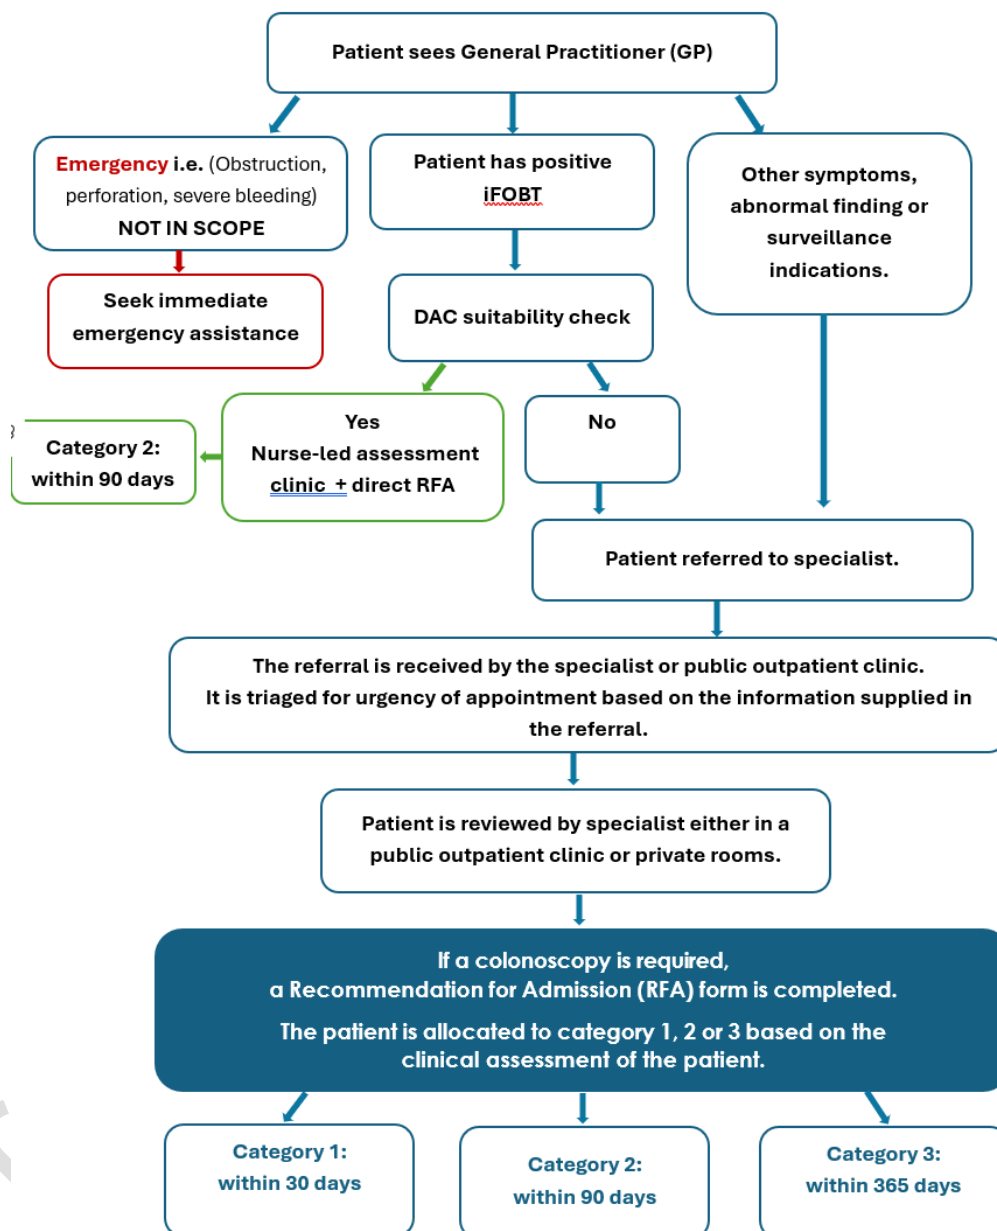 Patient sees General Practitioner (GP)
Emergency i.e. (Obstruction,
perforation, severe bleeding)
NOT IN SCOPE
Patient has positive
iFOBT
Other symptoms,
abnormal finding or
surveillance
indications.
Seek immediate
emergency assistance
DAC suitability check
Category 2:
within 90 days
Yes
Nurse-led assessment
clinic + direct RFA
No
Patient referred to specialist.
The referral is received by the specialist or public outpatient clinic.
It is triaged for urgency of appointment based on the information supplied in
the referral.
Patient is reviewed by specialist either in a
public outpatient clinic or private rooms.
If a colonoscopy is required,
a Recommendation for Admission (RFA) form is completed.
The patient is allocated to category 1, 2 or 3 based on the
clinical assessment of the patient.
Category 1:
within 30 days
Category 2:
within 90 days
Category 3:
within 365 days